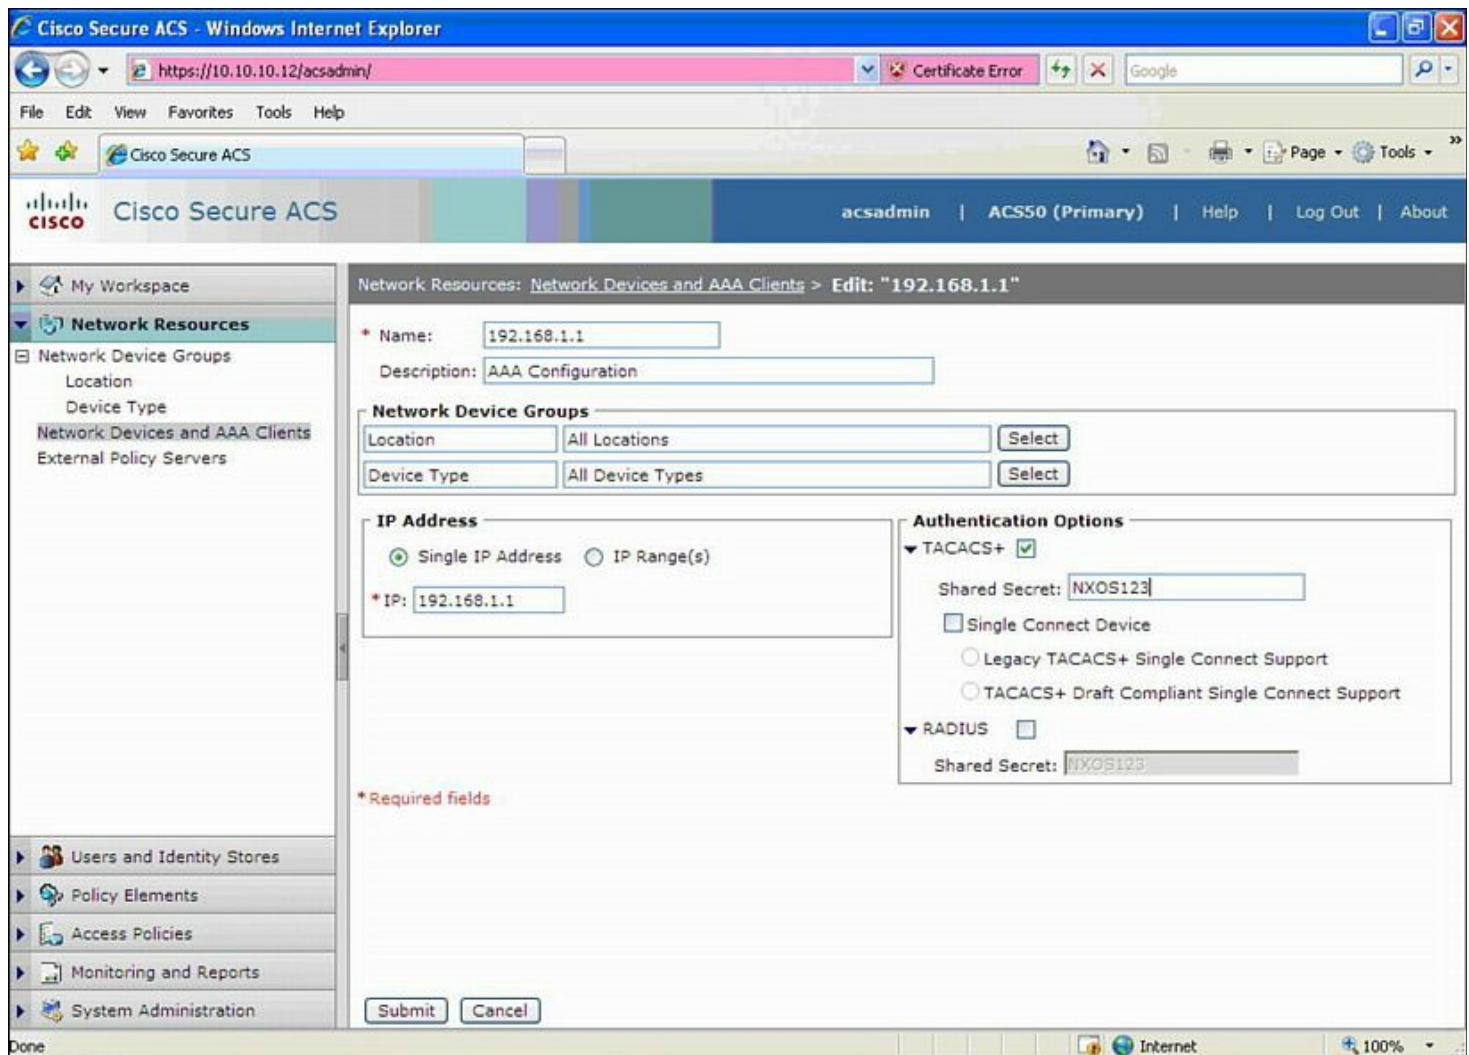 Cisco Secure ACS - Windows Internet Explorer
https://10.10.10.12/acsadmin/
Certificate Error
Google
File Edit View Favorites Tools Help
Cisco Secure ACS
Page Tools
CISCO Cisco Secure ACS
acsadmin | ACS50 (Primary) | Help | Log Out | About
My Workspace
Network Resources
Network Device Groups
Location
Device Type
Network Devices and AAA Clients
External Policy Servers
Users and Identity Stores
Policy Elements
Access Policies
Monitoring and Reports
System Administration
Network Resources: Network Devices and AAA Clients > Edit: "192.168.1.1"
* Name: 192.168.1.1
Description: AAA Configuration
Network Device Groups
Location All Locations Select
Device Type All Device Types Select
IP Address
Single IP Address IP Range(s)
* IP: 192.168.1.1
Authentication Options
TACACS+
Shared Secret: NXOS123
Single Connect Device
Legacy TACACS+ Single Connect Support
TACACS+ Draft Compliant Single Connect Support
RADIUS
Shared Secret: NXOS123
* Required fields
Submit Cancel
Done
Internet
100%